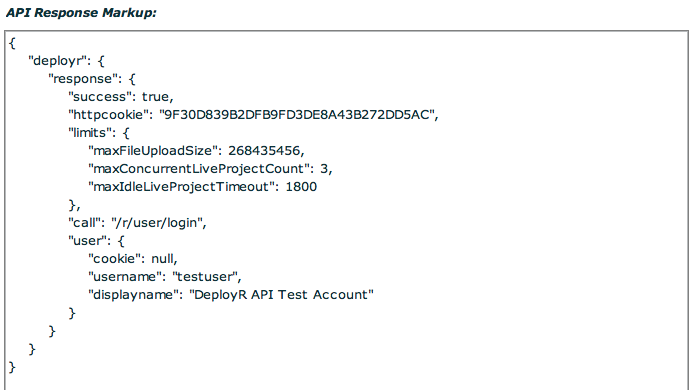 API Response Markup:
{
"deployr": {
"response": {
"success": true,
"httpcookie": "9F30D839B2DFB9FD3DE8A43B272DD5AC",
"limits": {
"maxFileUploadSize": 268435456,
"maxConcurrentLiveProjectCount": 3,
"maxIdleLiveProjectTimeout": 1800
},
"call": "/r/user/login",
"user": {
"cookie": null,
"username": "testuser",
"displayname": "DeployR API Test Account"
}
}
}
}